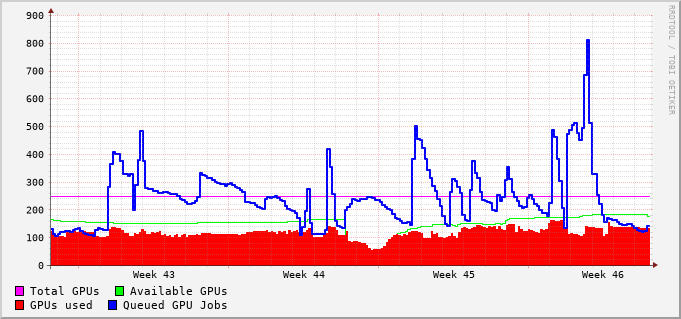 900
800
700
600
500
400
300
200
100
0
Week 43 Week 44 Week 45 Week 46
Total GPUs Available GPUs
GPUs used Queued GPU Jobs
RRDTOOL / TOBI OETIKER